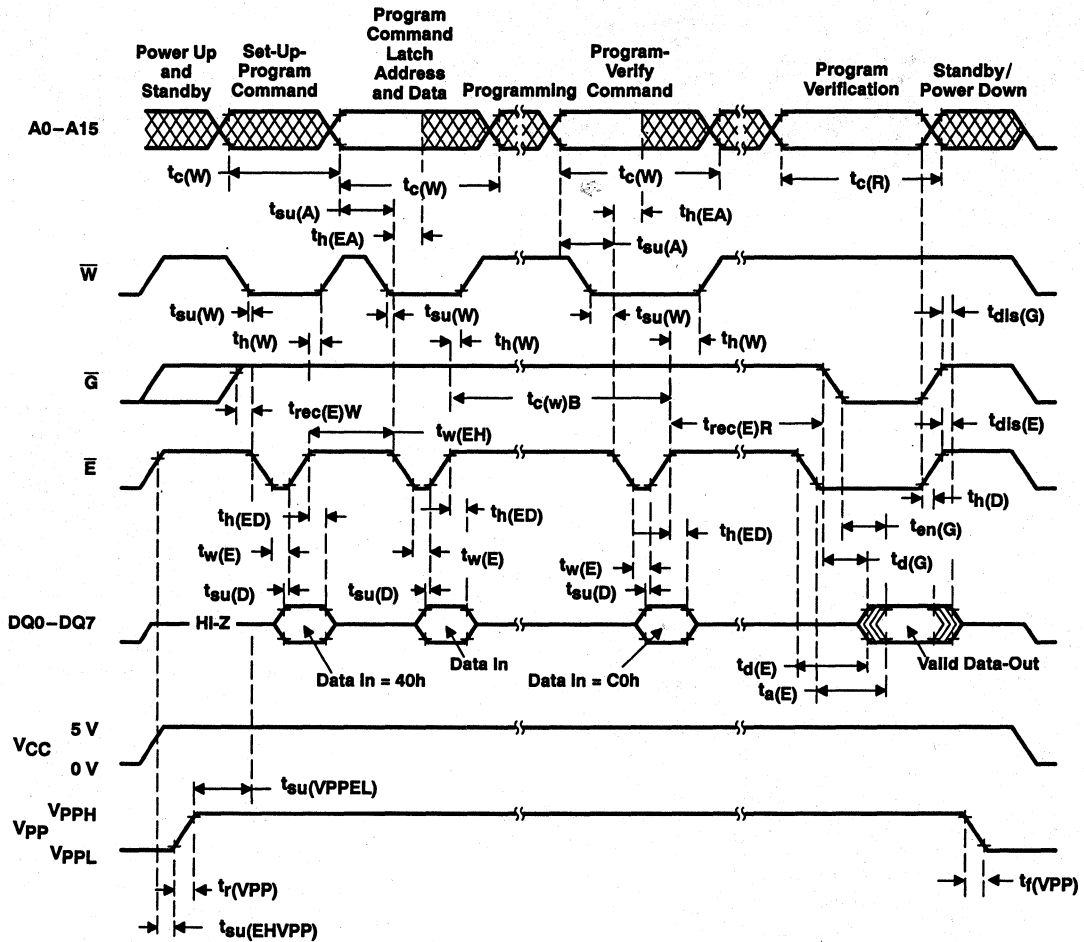 Power Up
and
Standby
Set-Up-
Program
Command
Program
Command
Latch
Address
and Data
Programming
Program-
Verify
Command
Program
Verification
Standby/
Power Down
A0–A15
tc(W)
tc(W)
tc(W)
tc(R)
tsu(A)
th(EA)
th(EA)
tsu(A)
W
tsu(W)
tsu(W)
tsu(W)
tdis(G)
th(W)
th(W)
th(W)
G
trec(E)W
tc(w)B
trec(E)R
tdis(E)
tw(EH)
E
th(ED)
th(ED)
th(ED)
th(D)
ten(G)
tw(E)
tw(E)
tw(E)
td(G)
tsu(D)
tsu(D)
tsu(D)
DQ0–DQ7
HI-Z
Data In = 40h
Data In
Data In = C0h
Valid Data-Out
td(E)
ta(E)
VCC
5 V
0 V
tsu(VPPEL)
VPP
VPPH
VPPL
tr(VPP)
tf(VPP)
tsu(EHVPP)